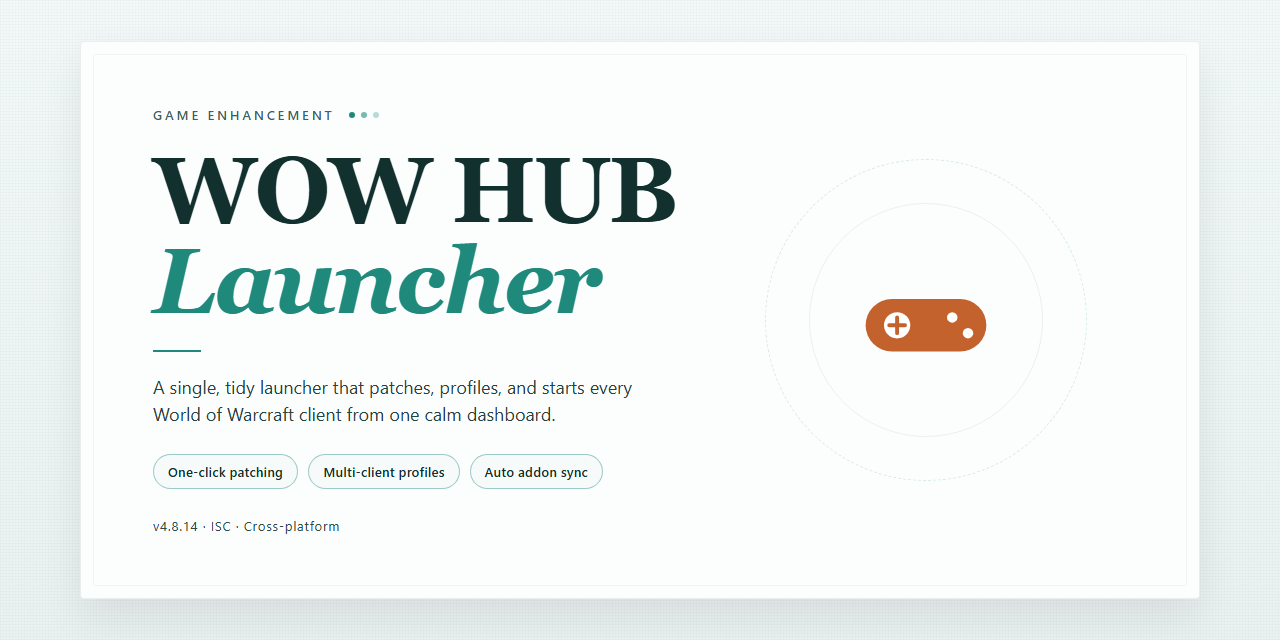 GAME ENHANCEMENT
WOW HUB
Launcher
A single, tidy launcher that patches, profiles, and starts every
World of Warcraft client from one calm dashboard.
One-click patching
Multi-client profiles
Auto addon sync
v4.8.14 · ISC · Cross-platform